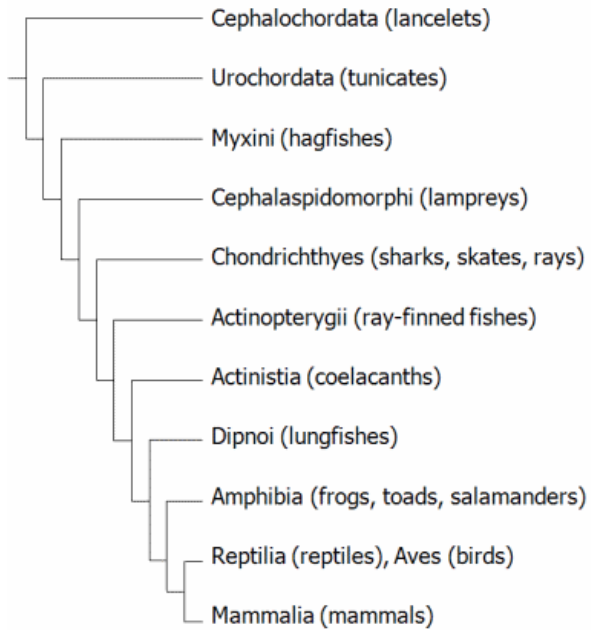 Cephalochordata (lancelets)
Urochordata (tunicates)
Myxini (hagfishes)
Cephalaspidomorphi (lampreys)
Chondrichthyes (sharks, skates, rays)
Actinopterygii (ray-finned fishes)
Actinistia (coelacanths)
Dipnoi (lungfishes)
Amphibia (frogs, toads, salamanders)
Reptilia (reptiles), Aves (birds)
Mammalia (mammals)